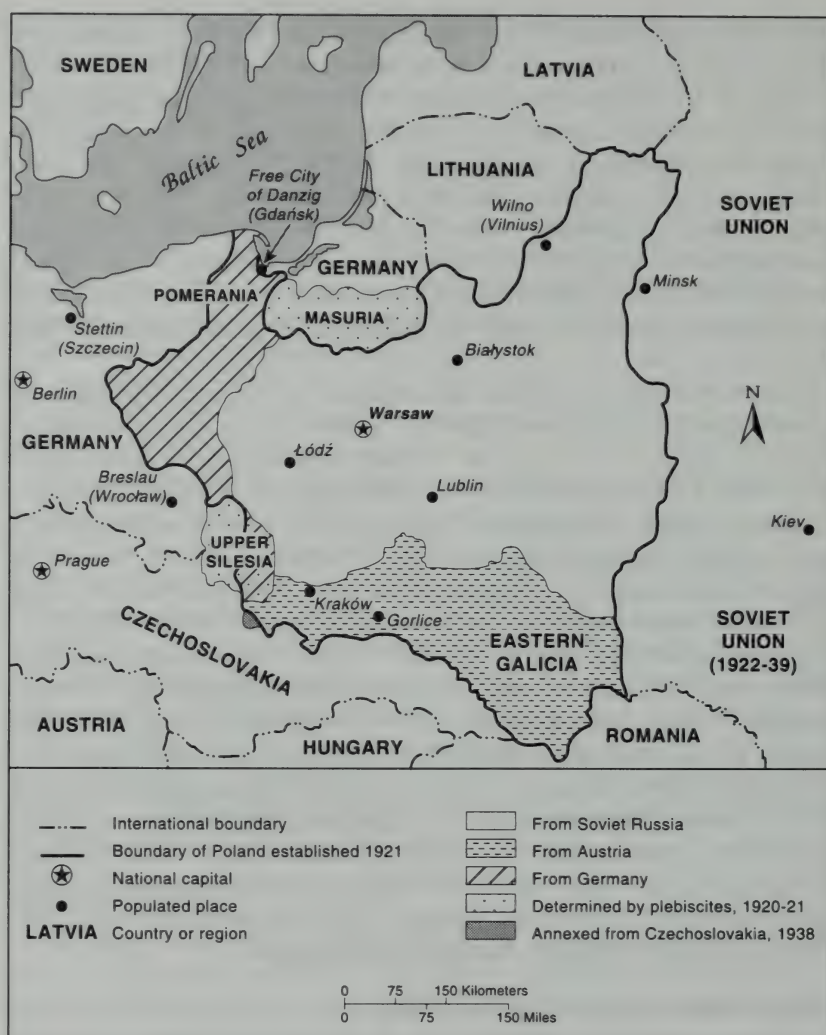 SWEDEN
LATVIA
Baltic Sea
LITHUANIA
Free City
of Danzig
(Gdańsk)
Wilno
(Vilnius)
SOVIET
UNION
GERMANY
Minsk
POMERANIA
MASURIA
Stettin
(Szczecin)
Białystok
Berlin
N
Warsaw
GERMANY
Łódź
Breslau
(Wrocław)
Lublin
Kiev
UPPER
SILESIA
Prague
Kraków
Gorlice
CZECHOSLOVAKIA
EASTERN
GALICIA
SOVIET
UNION
(1922-39)
AUSTRIA
HUNGARY
ROMANIA
International boundary
Boundary of Poland established 1921
National capital
Populated place
LATVIA Country or region
From Soviet Russia
From Austria
From Germany
Determined by plebiscites, 1920-21
Annexed from Czechoslovakia, 1938
0 75 150 Kilometers
0 75 150 Miles